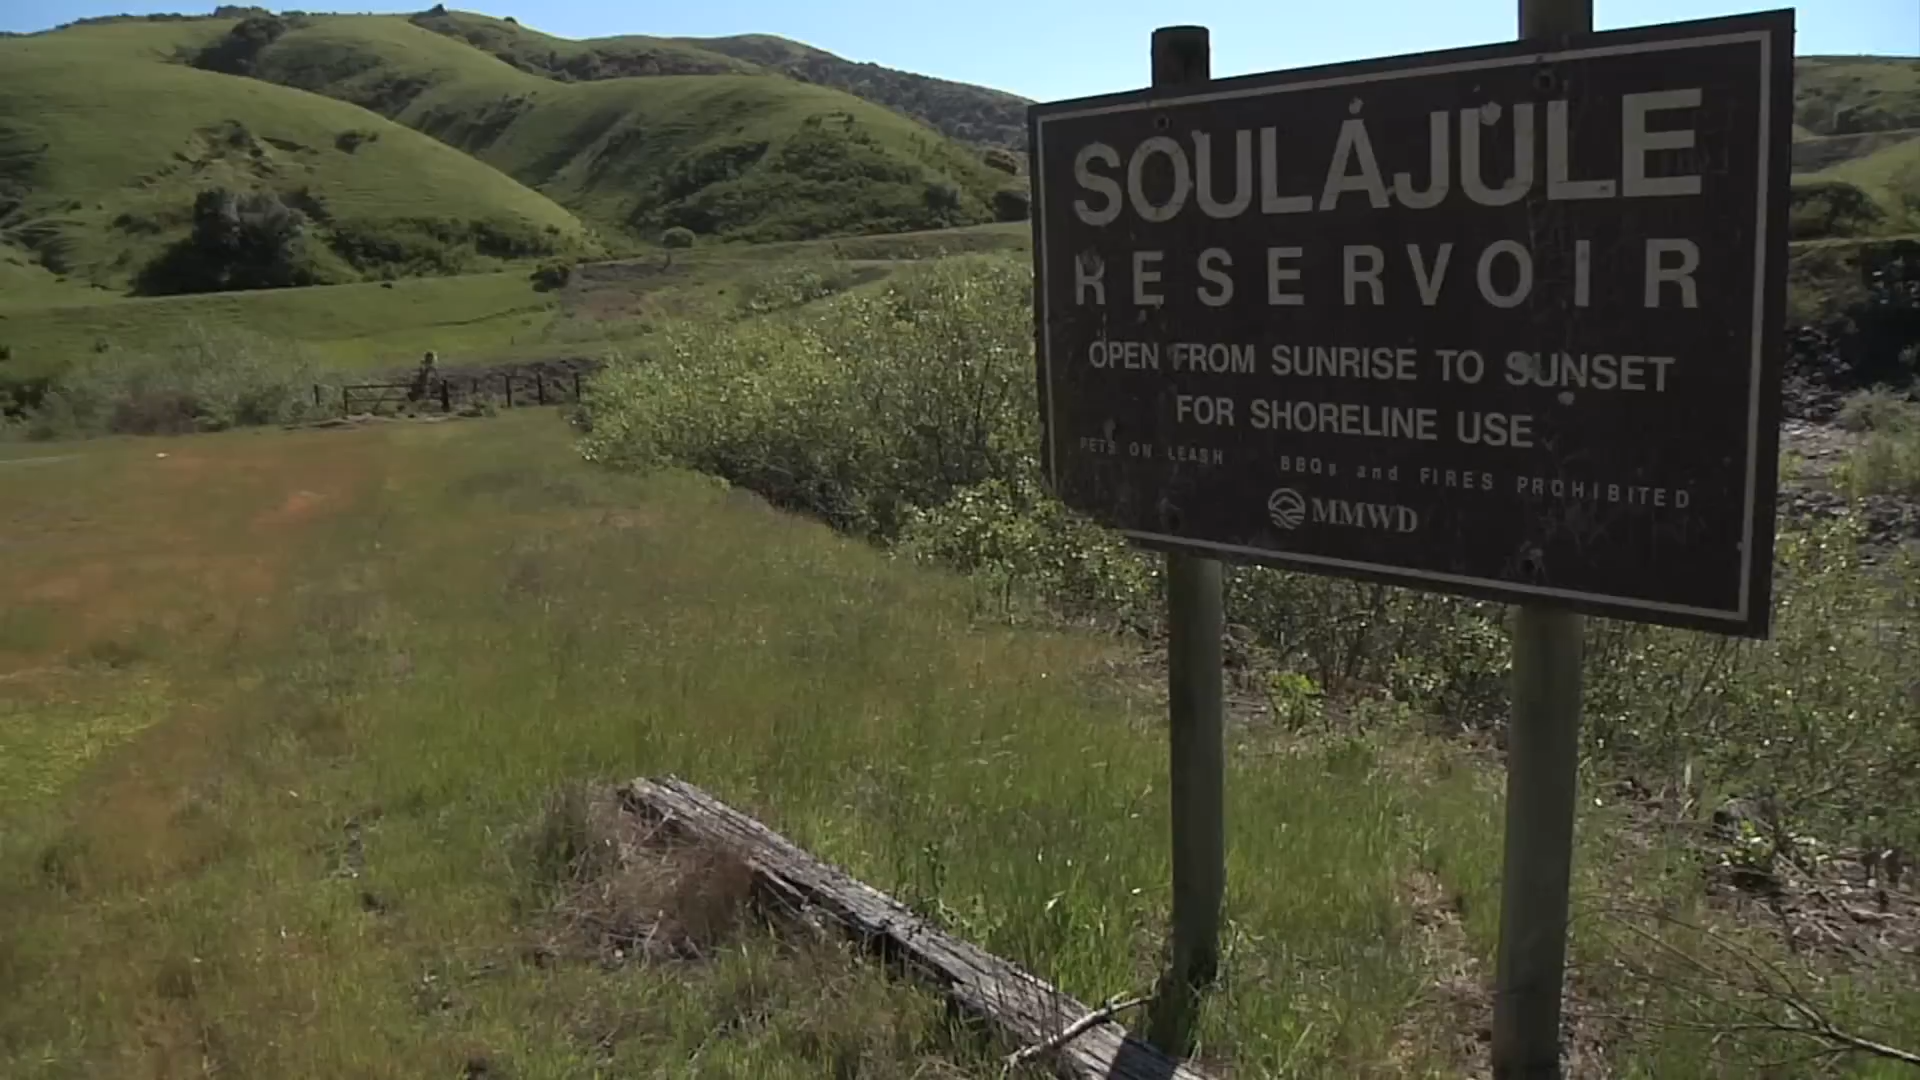 SOULAJULE
RESERVOIR
OPEN FROM SUNRISE TO SUNSET
FOR SHORELINE USE
PETS ON LEASH BBQs and FIRES PROHIBITED
MMWD